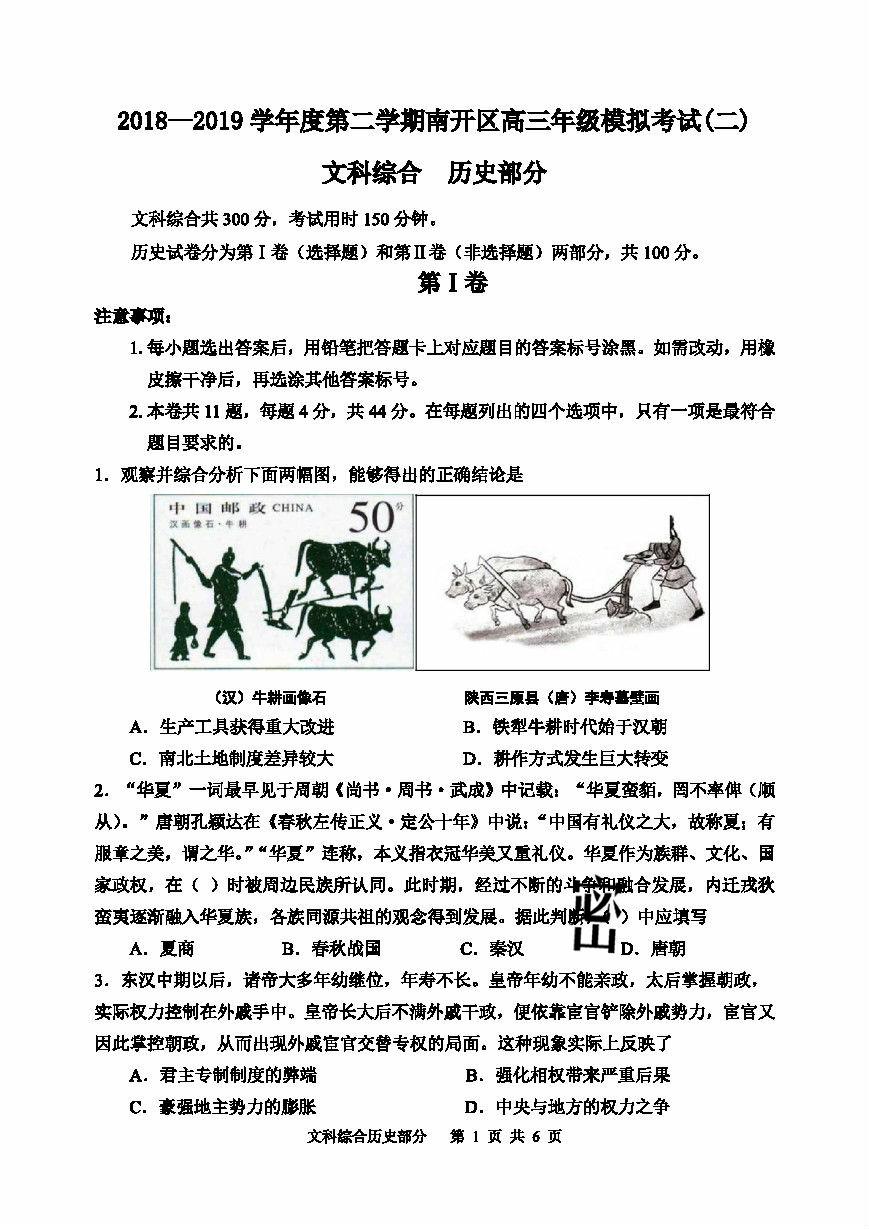 2018—2019 学年度第二学期南开区高三年级模拟考试(二)
文科综合 历史部分
文科综合共 300 分，考试用时 150 分钟。
历史试卷分为第Ⅰ卷（选择题）和第Ⅱ卷（非选择题）两部分，共 100 分。
第Ⅰ卷
注意事项：
1. 每小题选出答案后，用铅笔把答题卡上对应题目的答案标号涂黑。如需改动，用橡
皮擦干净后，再选涂其他答案标号。
2. 本卷共 11 题，每题 4 分，共 44 分。在每题列出的四个选项中，只有一项是最符合
题目要求的。
1．观察并综合分析下面两幅图，能够得出的正确结论是
中国邮政 CHINA 50分
汉画像石·牛耕
（汉）牛耕画像石 陕西三原县（唐）李寿墓壁画
A．生产工具获得重大改进 B．铁犁牛耕时代始于汉朝
C．南北土地制度差异较大 D．耕作方式发生巨大转变
2．“华夏”一词最早见于周朝《尚书·周书·武成》中记载：“华夏蛮貊，罔不率俾（顺
从）。”唐朝孔颖达在《春秋左传正义·定公十年》中说：“中国有礼仪之大，故称夏；有
服章之美，谓之华。”“华夏”连称，本义指衣冠华美又重礼仪。华夏作为族群、文化、国
家政权，在（ ）时被周边民族所认同。此时期，经过不断的斗争和融合发展，内迁戎狄
蛮夷逐渐融入华夏族，各族同源共祖的观念得到发展。据此判断（ ）中应填写
A．夏商 B．春秋战国 C．秦汉 D．唐朝
密
3．东汉中期以后，诸帝大多年幼继位，年寿不长。皇帝年幼不能亲政，太后掌握朝政，
实际权力控制在外戚手中。皇帝长大后不满外戚干政，便依靠宦官铲除外戚势力，宦官又
因此掌控朝政，从而出现外戚宦官交替专权的局面。这种现象实际上反映了
A．君主专制制度的弊端 B．强化相权带来严重后果
C．豪强地主势力的膨胀 D．中央与地方的权力之争
文科综合历史部分 第 1 页 共 6 页